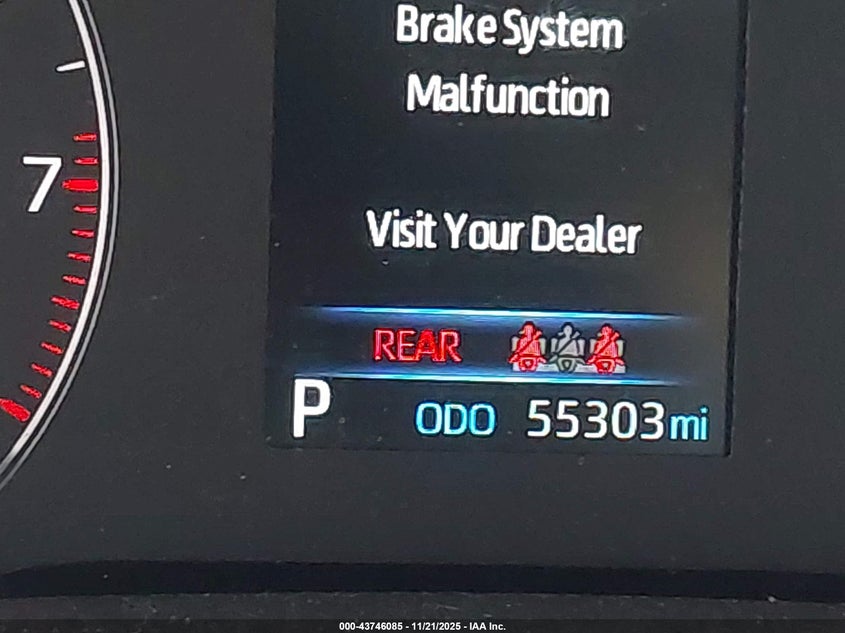 Brake System
Malfunction
7
Visit Your Dealer
REAR
P ODO 55303 mi
000-43746085 - 11/21/2025 - IAA Inc.